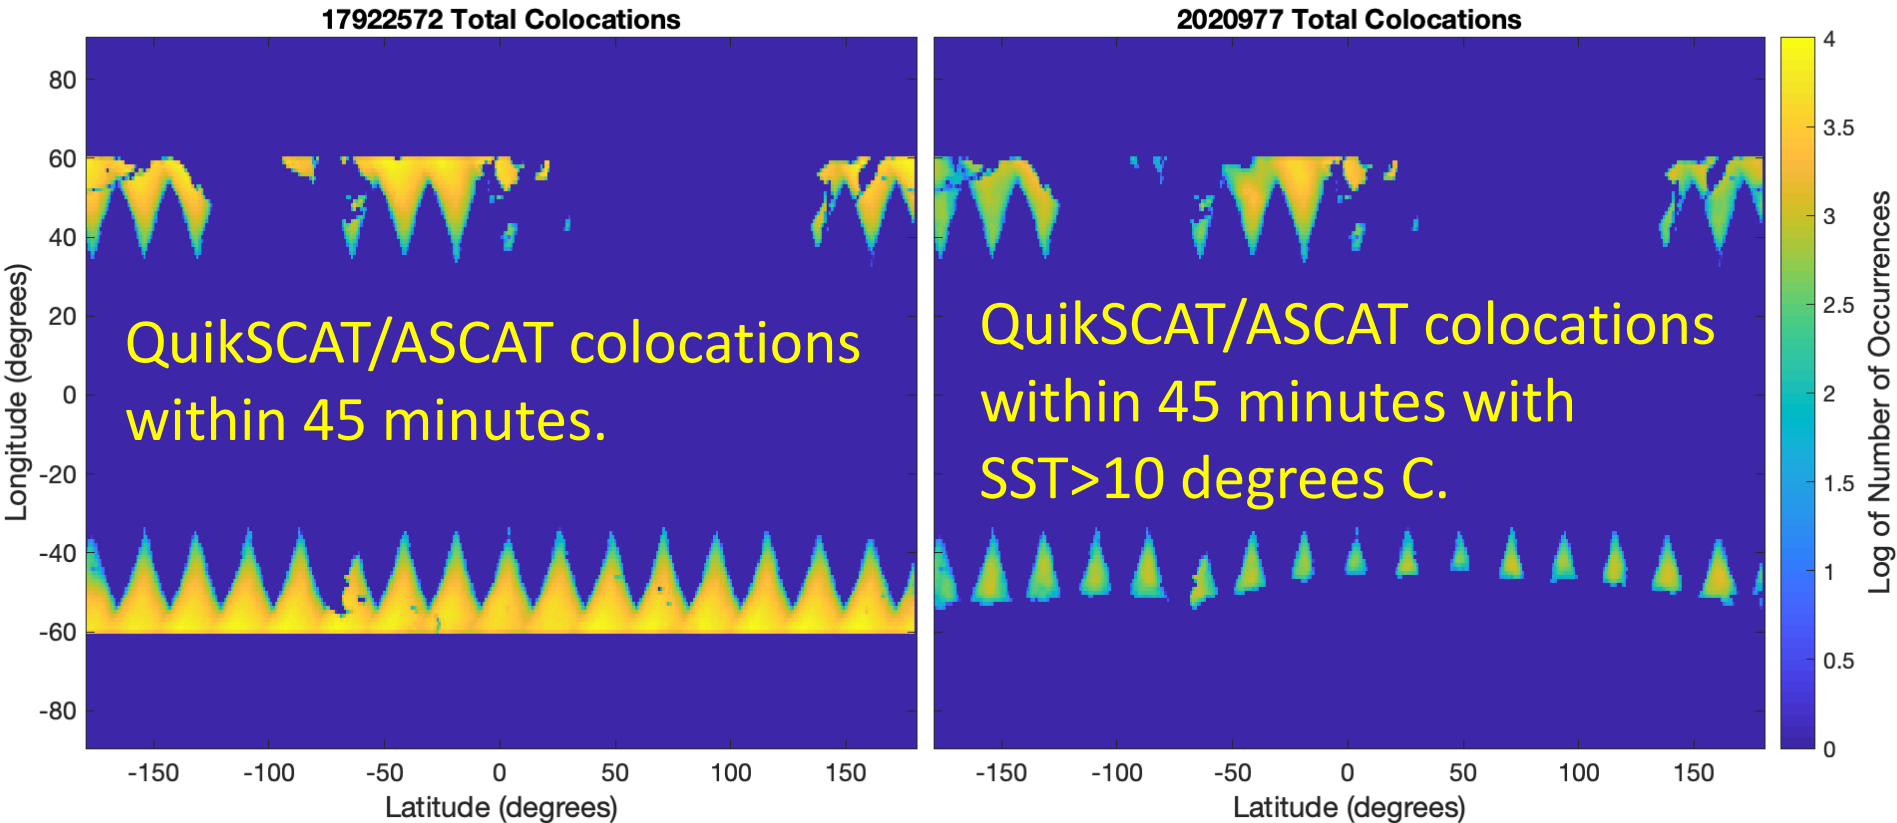 17922572 Total Colocations
2020977 Total Colocations
Longitude (degrees)
80
60
40
20
0
-20
-40
-60
-80
QuikSCAT/ASCAT colocations
within 45 minutes.
-150 -100 -50 0 50 100 150
Latitude (degrees)
QuikSCAT/ASCAT colocations
within 45 minutes with
SST>10 degrees C.
-150 -100 -50 0 50 100 150
Latitude (degrees)
4
3.5
3
2.5
2
1.5
1
0.5
0
Log of Number of Occurrences